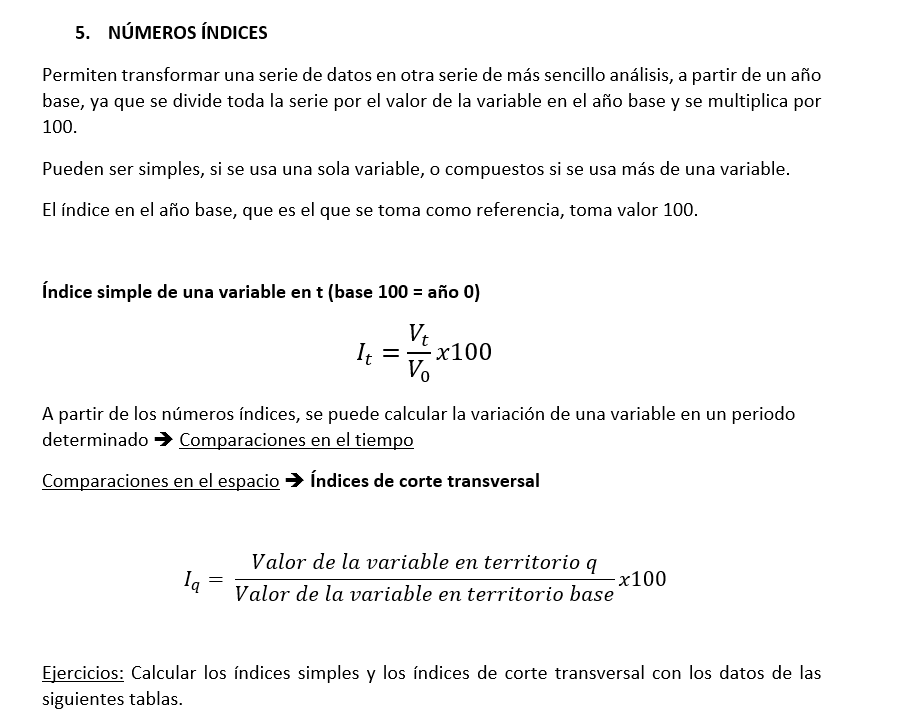 5. NÚMEROS ÍNDICES
Permiten transformar una serie de datos en otra serie de más sencillo análisis, a partir de un año
base, ya que se divide toda la serie por el valor de la variable en el año base y se multiplica por
100.
Pueden ser simples, si se usa una sola variable, o compuestos si se usa más de una variable.
El índice en el año base, que es el que se toma como referencia, toma valor 100.
Índice simple de una variable en t (base 100 = año 0)
I_t = V_t / V_0 x100
A partir de los números índices, se puede calcular la variación de una variable en un periodo
determinado ➔ Comparaciones en el tiempo
Comparaciones en el espacio ➔ Índices de corte transversal
I_q = Valor de la variable en territorio q / Valor de la variable en territorio base x100
Ejercicios: Calcular los índices simples y los índices de corte transversal con los datos de las
siguientes tablas.